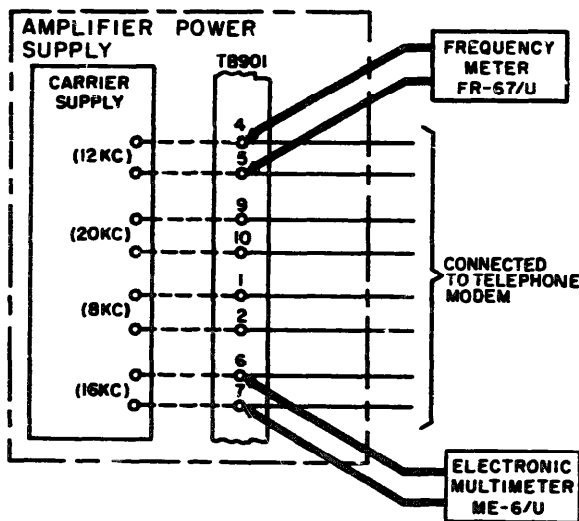 AMPLIFIER POWER
SUPPLY
TB901
CARRIER
SUPPLY
FREQUENCY
METER
FR-67/U
4
(12KC)
5
9
(20KC)
10
1
(8KC)
2
6
(16KC)
7
CONNECTED
TO TELEPHONE
MODEM
ELECTRONIC
MULTIMETER
ME-6/U